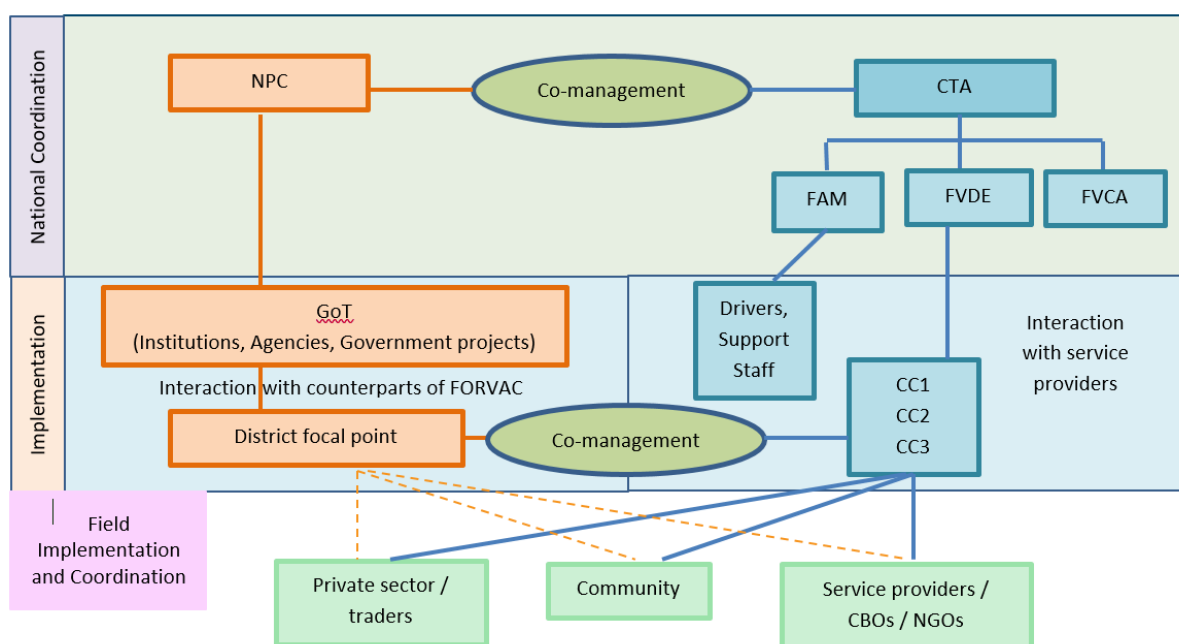 National Coordination
NPC
Co-management
CTA
FAM
FVDE
FVCA
Implementation
GoT
(Institutions, Agencies, Government projects)
Drivers,
Support
Staff
Interaction
with service
providers
Interaction with counterparts of FORVAC
CC1
CC2
CC3
District focal point
Co-management
Field
Implementation
and Coordination
Private sector /
traders
Community
Service providers /
CBOs / NGOs